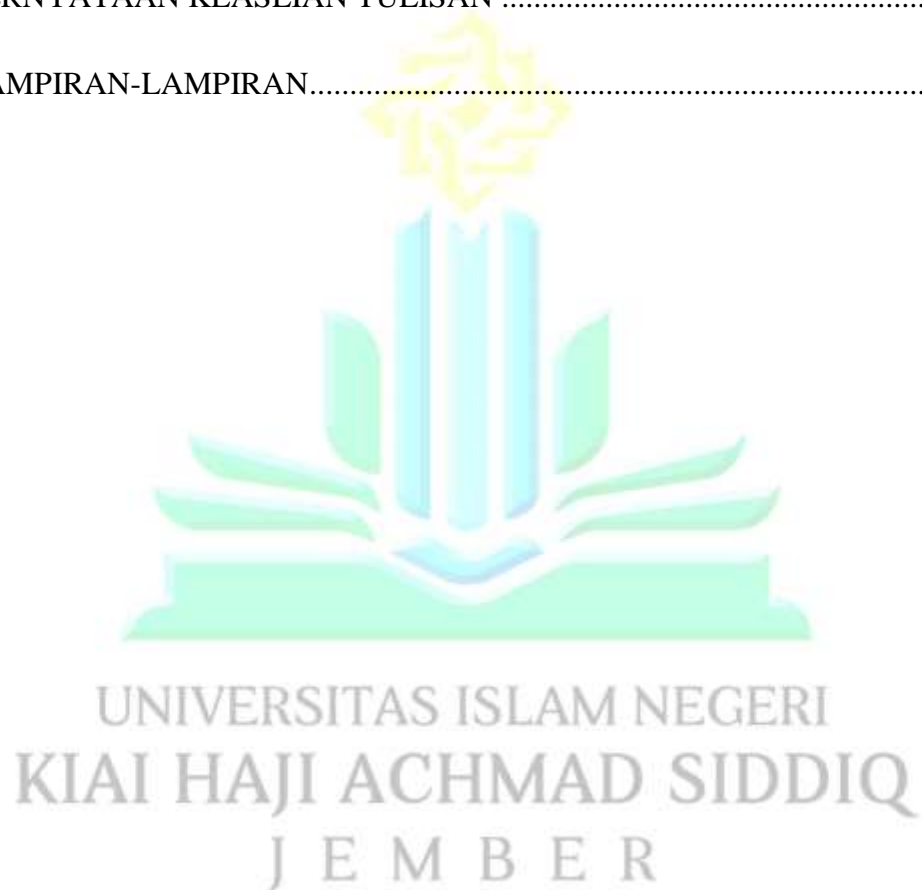 RNYATAAN KEASLIAN TULISAN ........................................................
AMPIRAN-LAMPIRAN........................................................................
UNIVERSITAS ISLAM NEGERI
KIAI HAJI ACHMAD SIDDIQ
J E M B E R